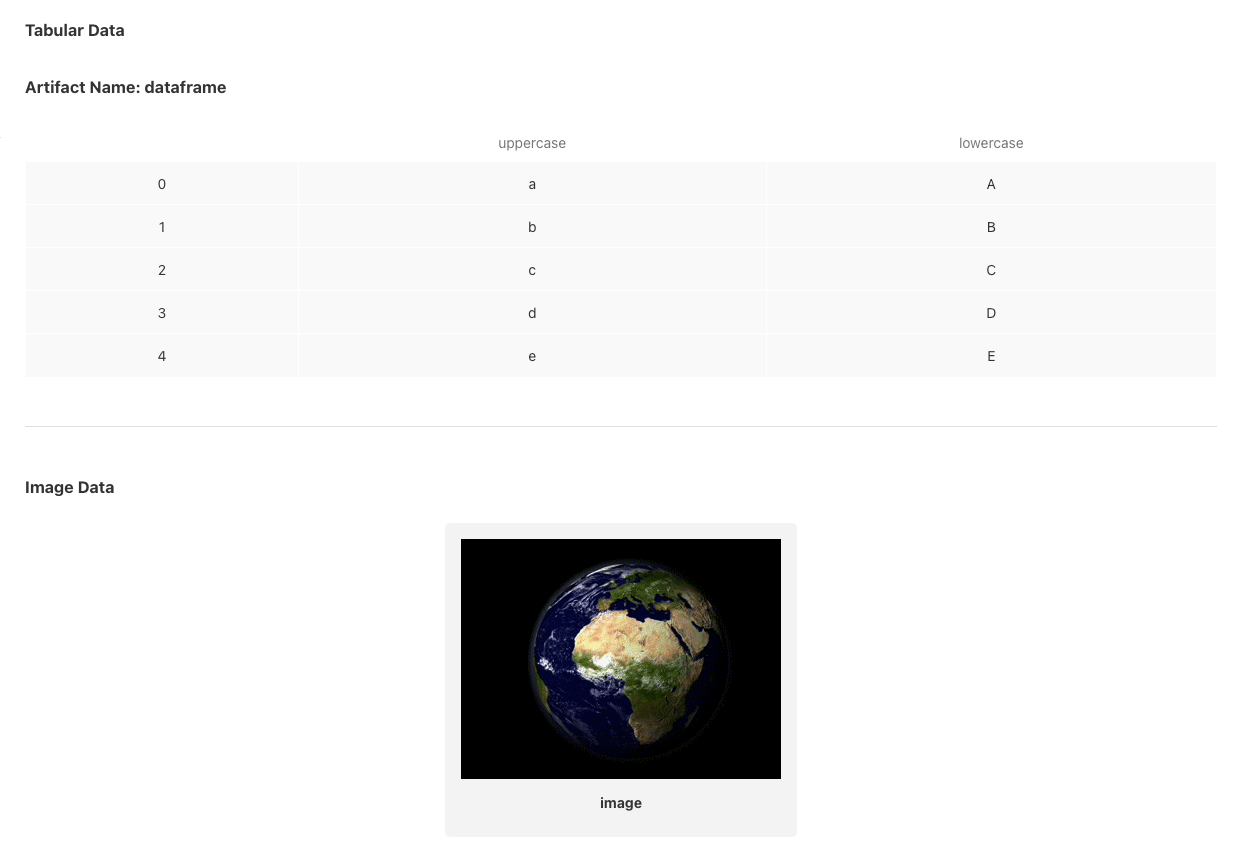 Tabular Data
Artifact Name: dataframe
uppercase lowercase
0 a A
1 b B
2 c C
3 d D
4 e E
Image Data
image